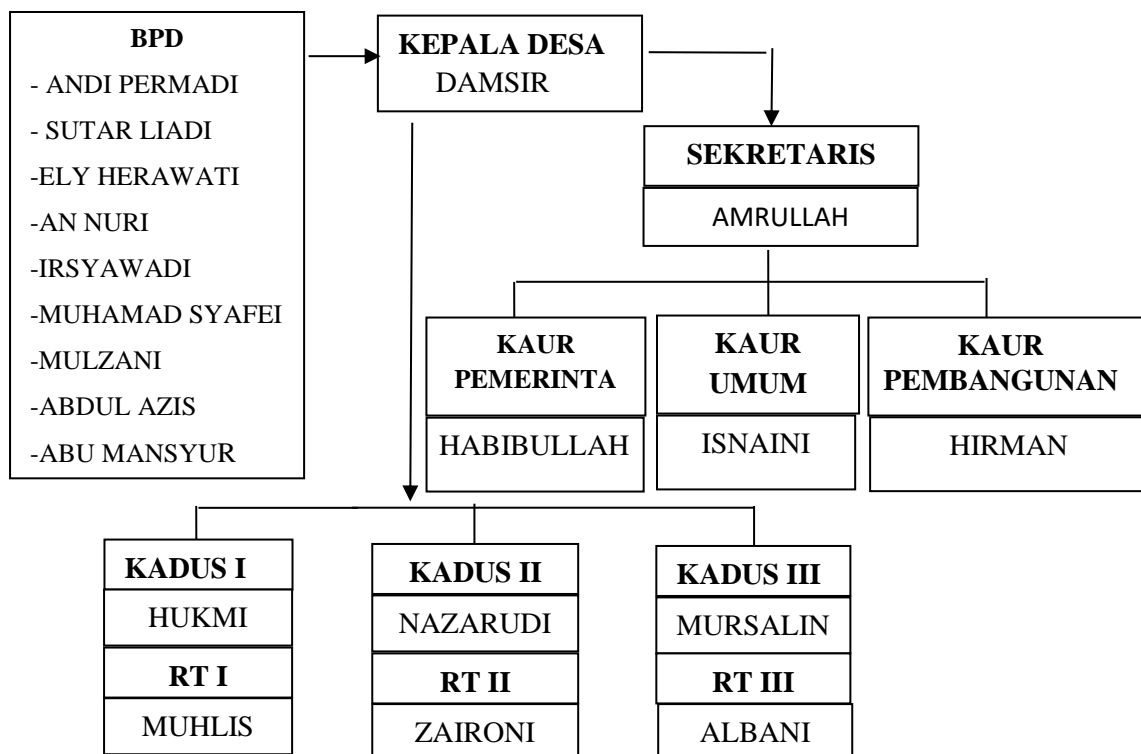 BPD
- ANDI PERMADI
- SUTAR LIADI
-ELY HERAWATI
-AN NURI
-IRSYAWADI
-MUHAMAD SYAFEI
-MULZANI
-ABDUL AZIS
-ABU MANSYUR
KEPALA DESA
DAMSIR
SEKRETARIS
AMRULLAH
KAUR
PEMERINTA
HABIBULLAH
KAUR
UMUM
ISNAINI
KAUR
PEMBANGUNAN
HIRMAN
KADUS I
HUKMI
RT I
MUHLIS
KADUS II
NAZARUDI
RT II
ZAIRONI
KADUS III
MURSALIN
RT III
ALBANI